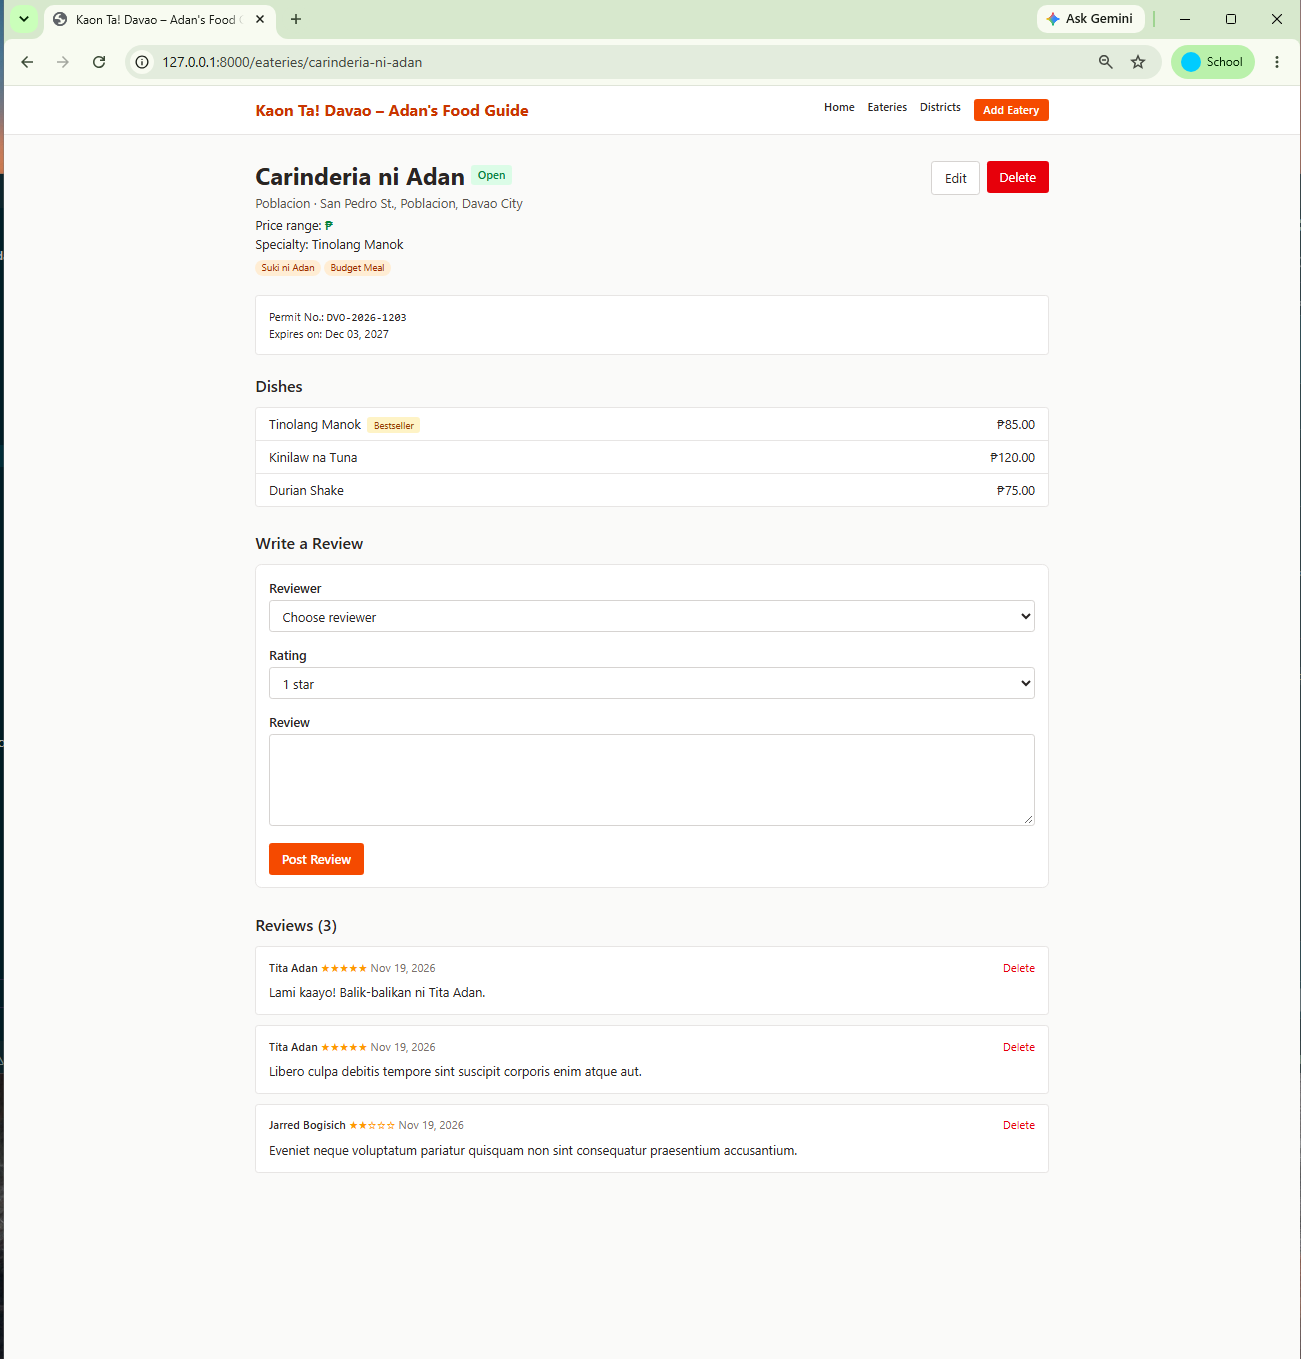 Kaon Ta! Davao – Adan's Food
Ask Gemini
127.0.0.1:8000/eateries/carinderia-ni-adan
School
Kaon Ta! Davao – Adan's Food Guide
Home
Eateries
Districts
Add Eatery
Carinderia ni Adan
Open
Edit
Delete
Poblacion · San Pedro St., Poblacion, Davao City
Price range: ₱
Specialty: Tinolang Manok
Suki ni Adan
Budget Meal
Permit No.: DVO-2026-1203
Expires on: Dec 03, 2027
Dishes
Tinolang Manok
Bestseller
₱85.00
Kinilaw na Tuna
₱120.00
Durian Shake
₱75.00
Write a Review
Reviewer
Choose reviewer
Rating
1 star
Review
Post Review
Reviews (3)
Tita Adan ★★★★★ Nov 19, 2026
Delete
Lami kaayo! Balik-balikan ni Tita Adan.
Tita Adan ★★★★★ Nov 19, 2026
Delete
Libero culpa debitis tempore sint suscipit corporis enim atque aut.
Jarred Bogisich ★★☆☆☆ Nov 19, 2026
Delete
Eveniet neque voluptatum pariatur quisquam non sint consequatur praesentium accusantium.